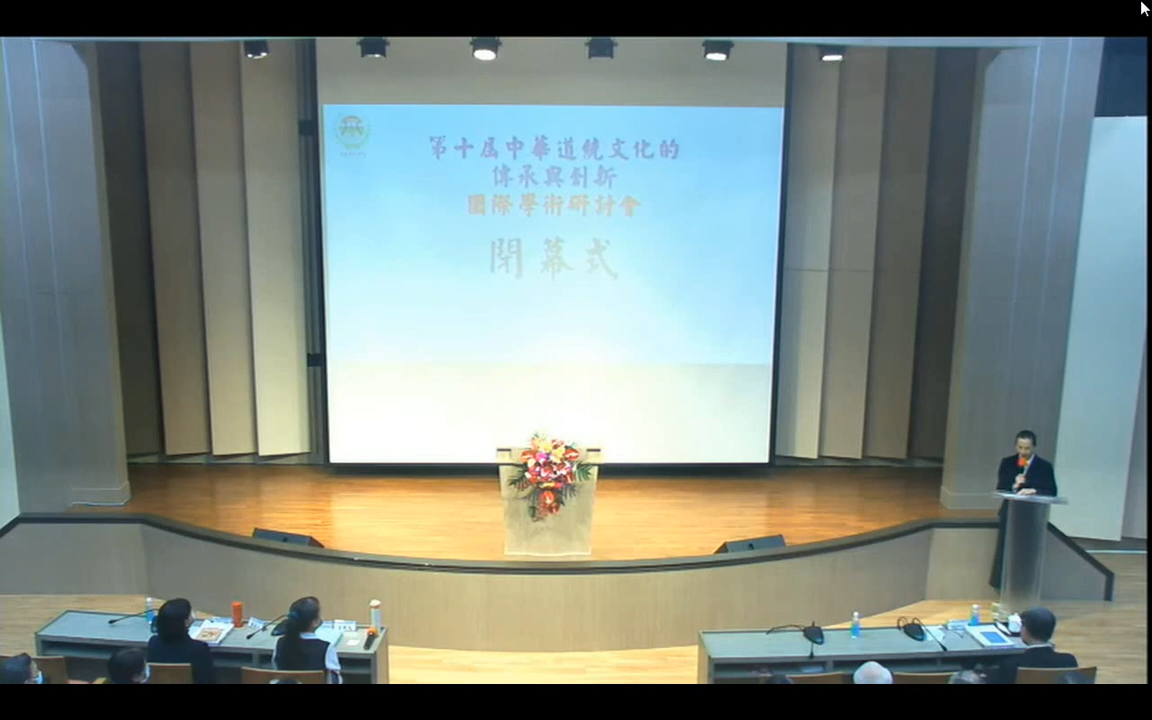 第十屆中華道統文化的
傳承與創新
國際學術研討會
閉幕式